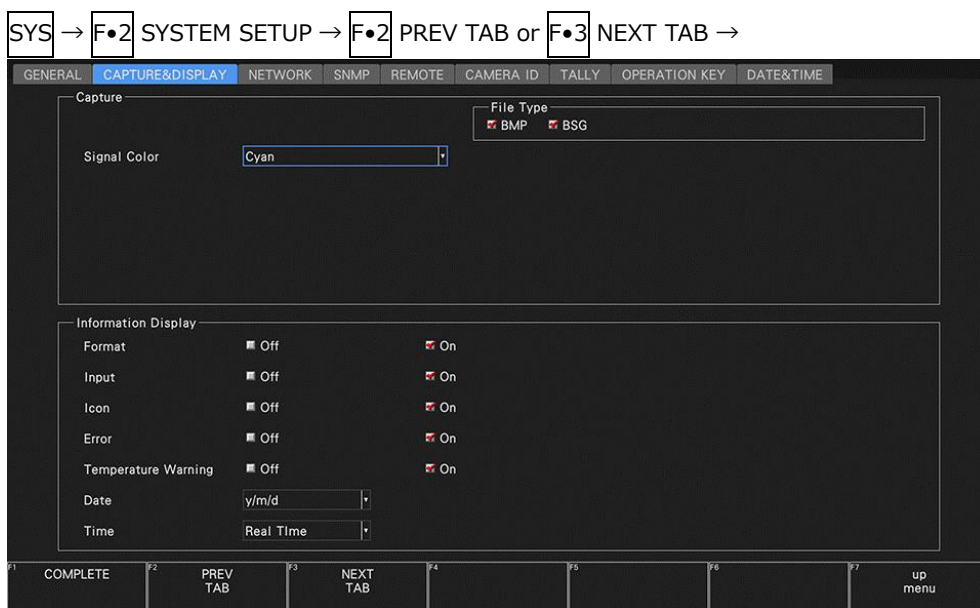 SYS → F•2 SYSTEM SETUP → F•2 PREV TAB or F•3 NEXT TAB →
GENERAL CAPTURE&DISPLAY NETWORK SNMP REMOTE CAMERA ID TALLY OPERATION KEY DATE&TIME
Capture
File Type
BMP BSG
Signal Color Cyan
Information Display
Format Off On
Input Off On
Icon Off On
Error Off On
Temperature Warning Off On
Date y/m/d
Time Real TIme
F1 COMPLETE F2 PREV TAB F3 NEXT TAB F4 F5 F6 F7 up menu